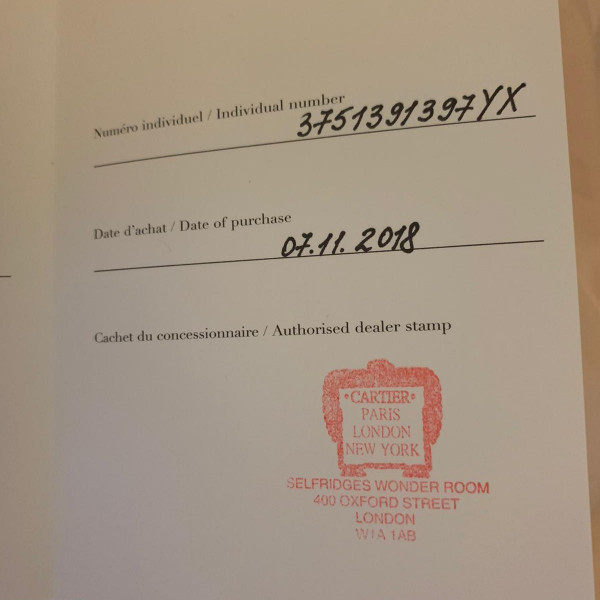 Numéro individuel / Individual number
3751391397YX
Date d'achat / Date of purchase
07.11.2018
Cachet du concessionnaire / Authorised dealer stamp
•CARTIER•
PARIS
LONDON
NEW YORK
SELFRIDGES WONDER ROOM
400 OXFORD STREET
LONDON
W1A 1AB